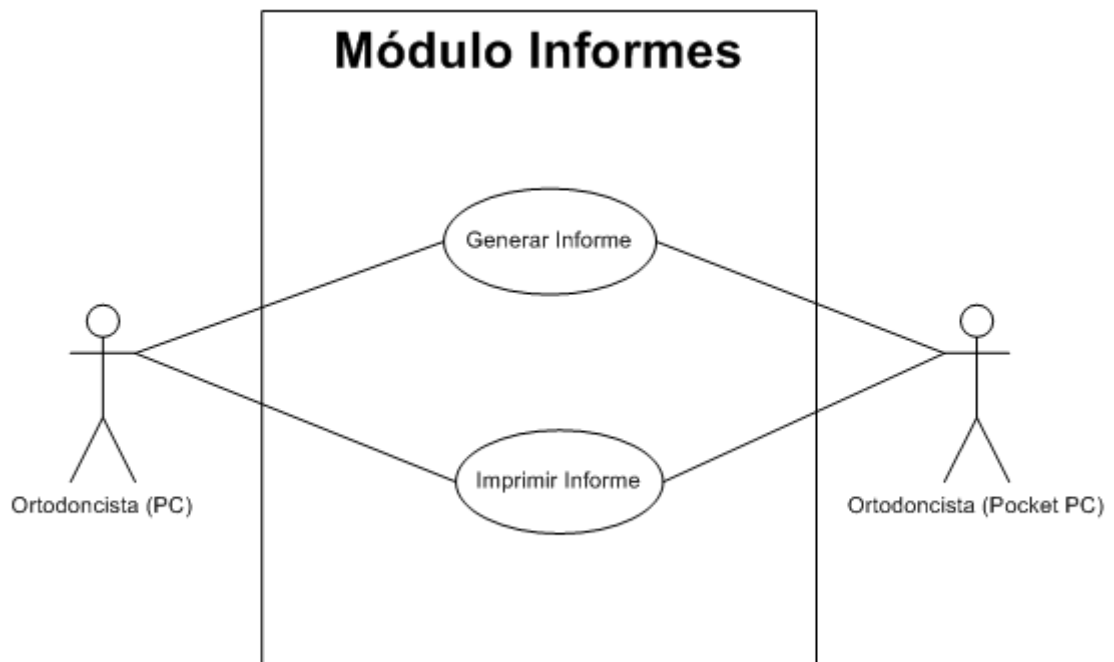 Módulo Informes
Generar Informe
Imprimir Informe
Ortodoncista (PC)
Ortodoncista (Pocket PC)